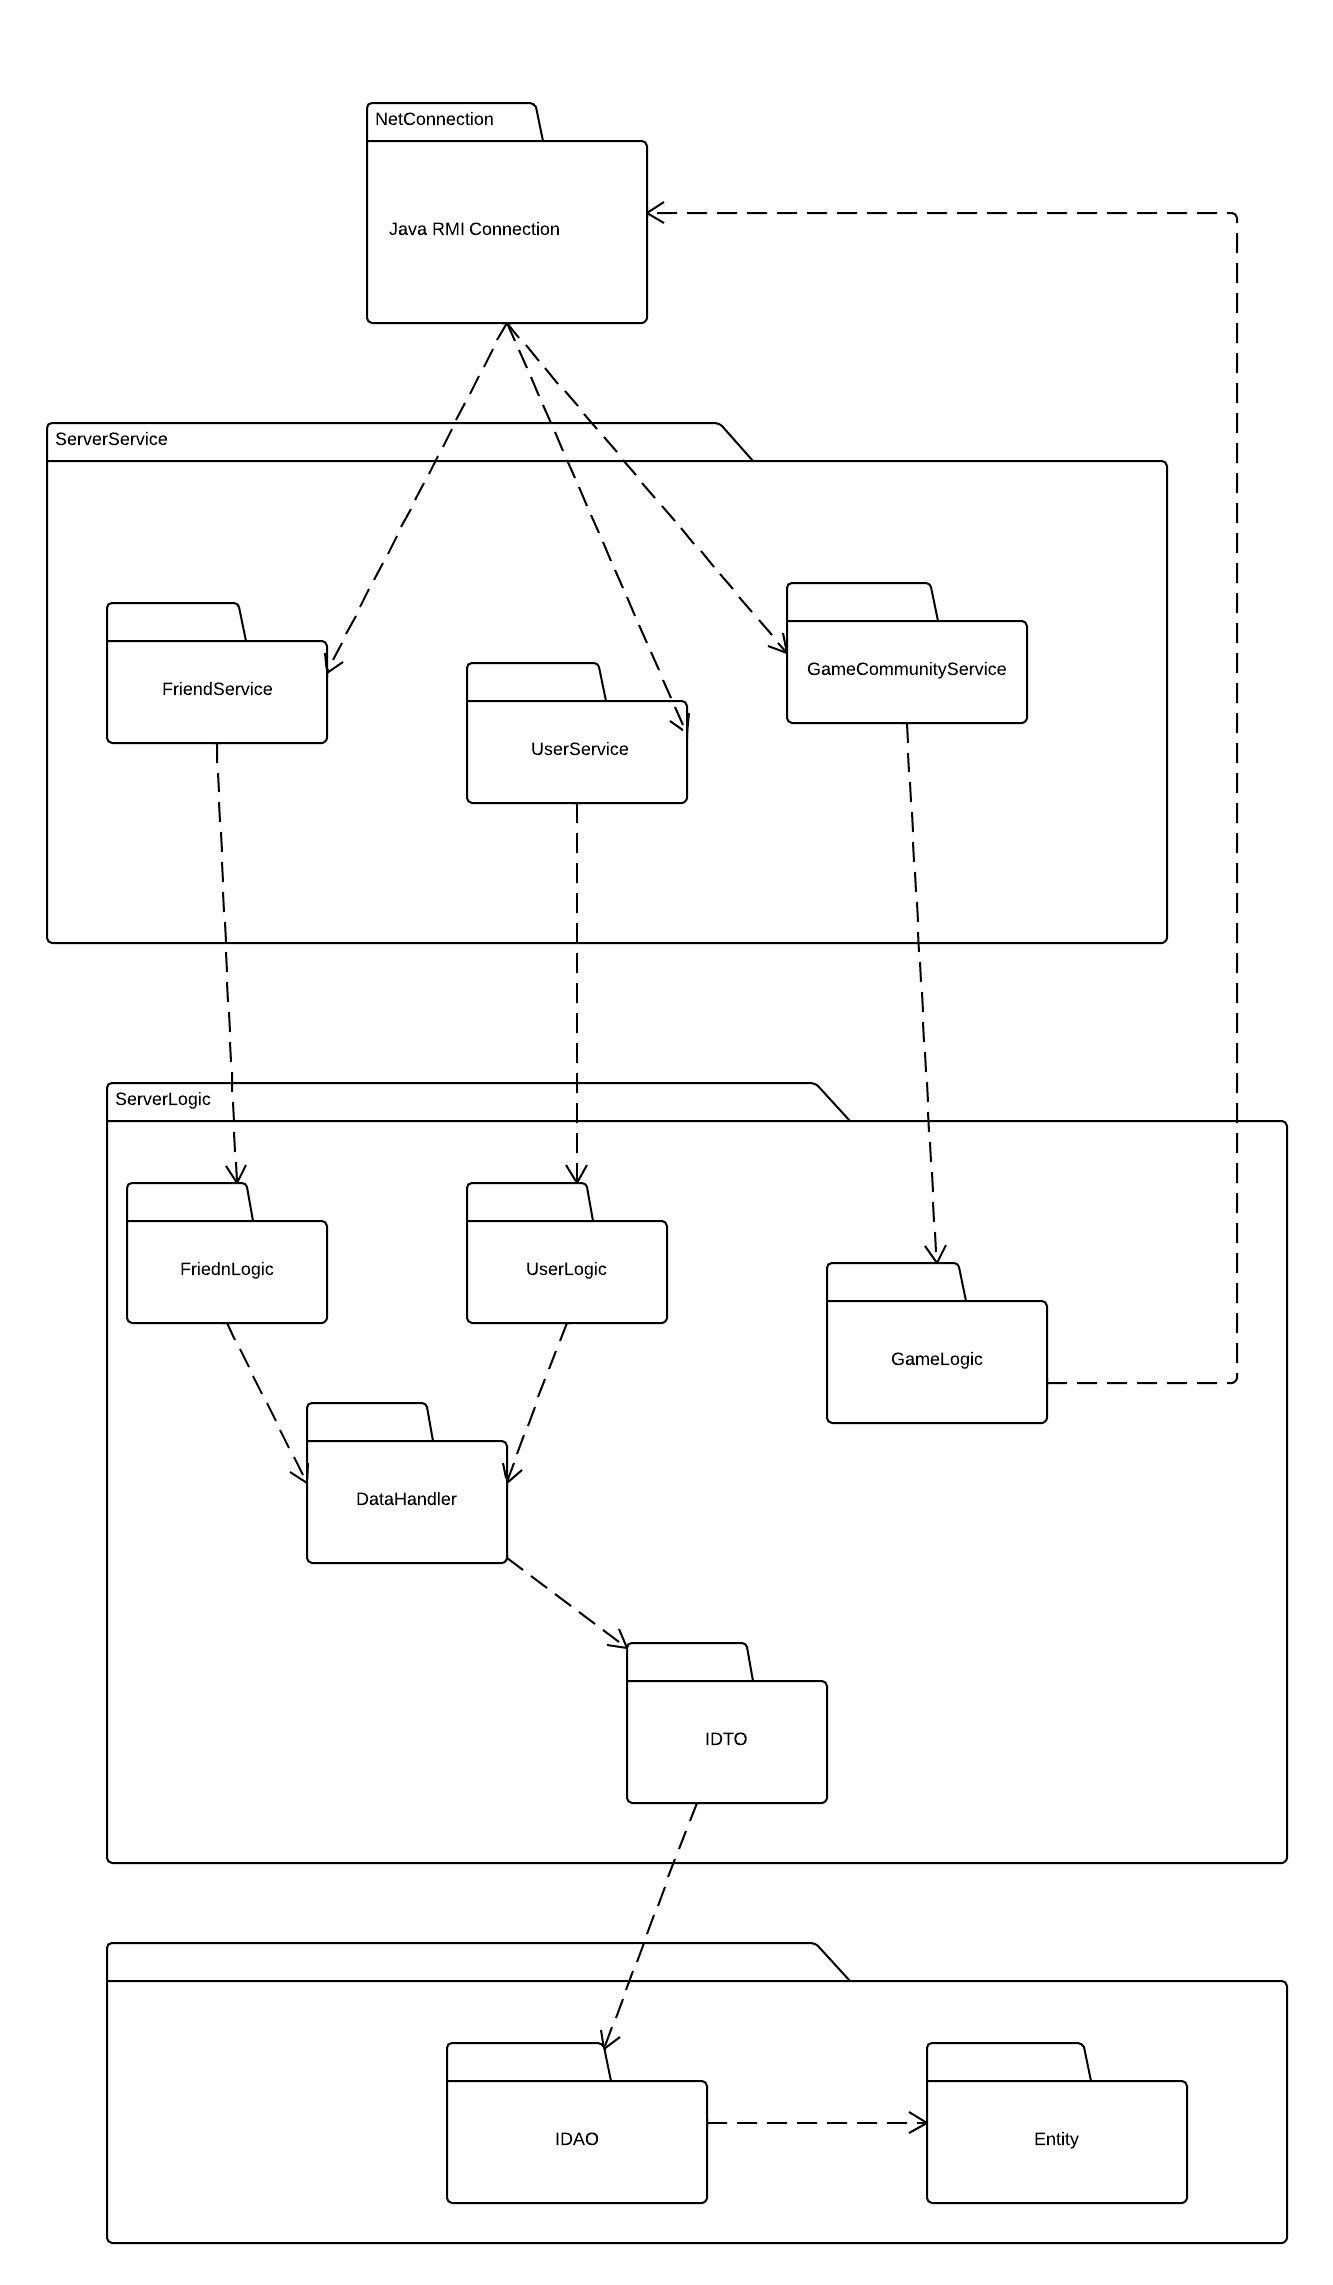 NetConnection
Java RMI Connection
ServerService
FriendService
UserService
GameCommunityService
ServerLogic
FriednLogic
UserLogic
GameLogic
DataHandler
IDTO
IDAO
Entity